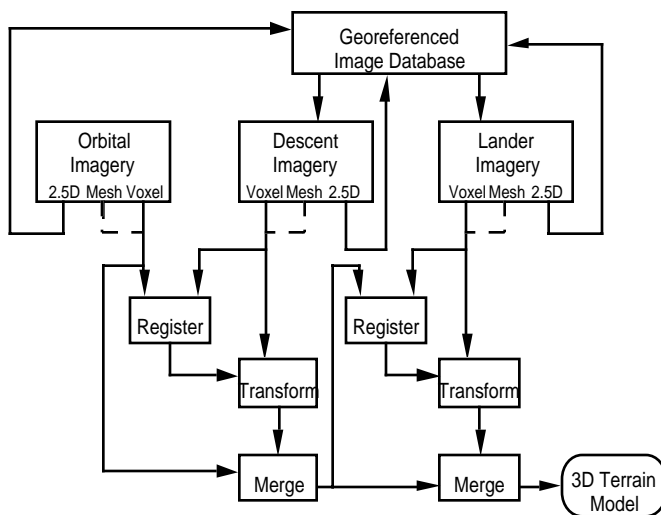 Georeferenced
Image Database
Orbital
Imagery
2.5D Mesh Voxel
Descent
Imagery
Voxel Mesh 2.5D
Lander
Imagery
Voxel Mesh 2.5D
Register
Register
Transform
Transform
Merge
Merge
3D Terrain
Model